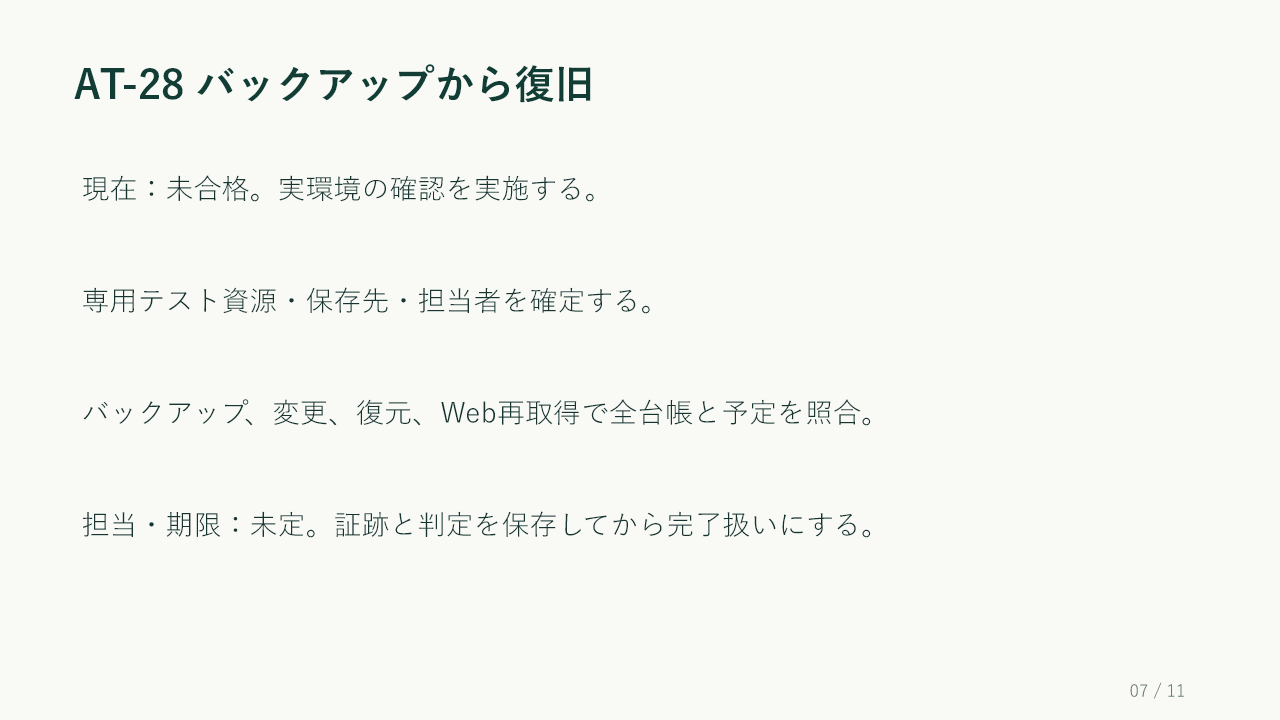 AT-28 バックアップから復旧
現在：未合格。実環境の確認を実施する。
専用テスト資源・保存先・担当者を確定する。
バックアップ、変更、復元、Web再取得で全台帳と予定を照合。
担当・期限：未定。証跡と判定を保存してから完了扱いにする。
07 / 11